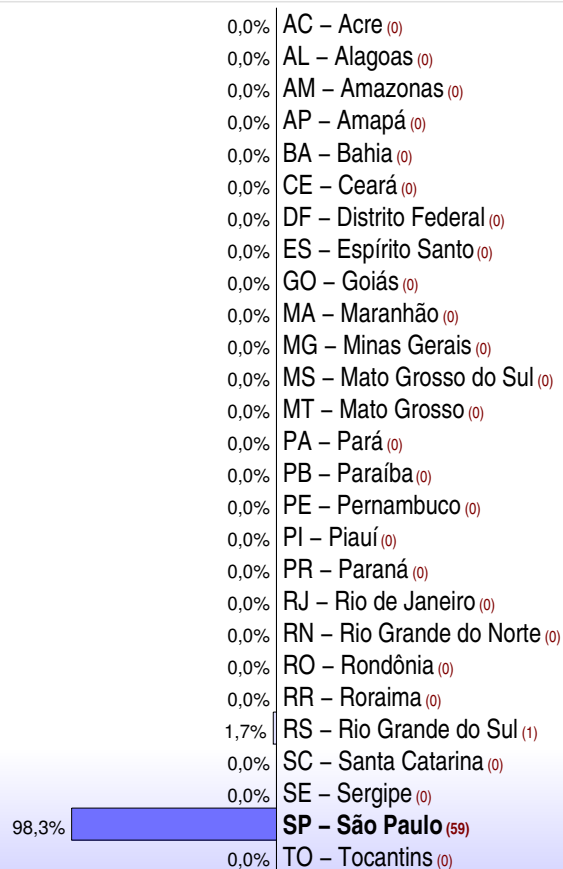 0,0% AC – Acre (0)
0,0% AL – Alagoas (0)
0,0% AM – Amazonas (0)
0,0% AP – Amapá (0)
0,0% BA – Bahia (0)
0,0% CE – Ceará (0)
0,0% DF – Distrito Federal (0)
0,0% ES – Espírito Santo (0)
0,0% GO – Goiás (0)
0,0% MA – Maranhão (0)
0,0% MG – Minas Gerais (0)
0,0% MS – Mato Grosso do Sul (0)
0,0% MT – Mato Grosso (0)
0,0% PA – Pará (0)
0,0% PB – Paraíba (0)
0,0% PE – Pernambuco (0)
0,0% PI – Piauí (0)
0,0% PR – Paraná (0)
0,0% RJ – Rio de Janeiro (0)
0,0% RN – Rio Grande do Norte (0)
0,0% RO – Rondônia (0)
0,0% RR – Roraima (0)
1,7% RS – Rio Grande do Sul (1)
0,0% SC – Santa Catarina (0)
0,0% SE – Sergipe (0)
98,3% SP – São Paulo (59)
0,0% TO – Tocantins (0)